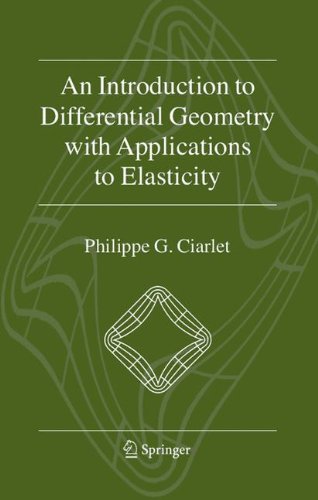 An Introduction to
Differential Geometry
with Applications
to Elasticity
Philippe G. Ciarlet
Springer